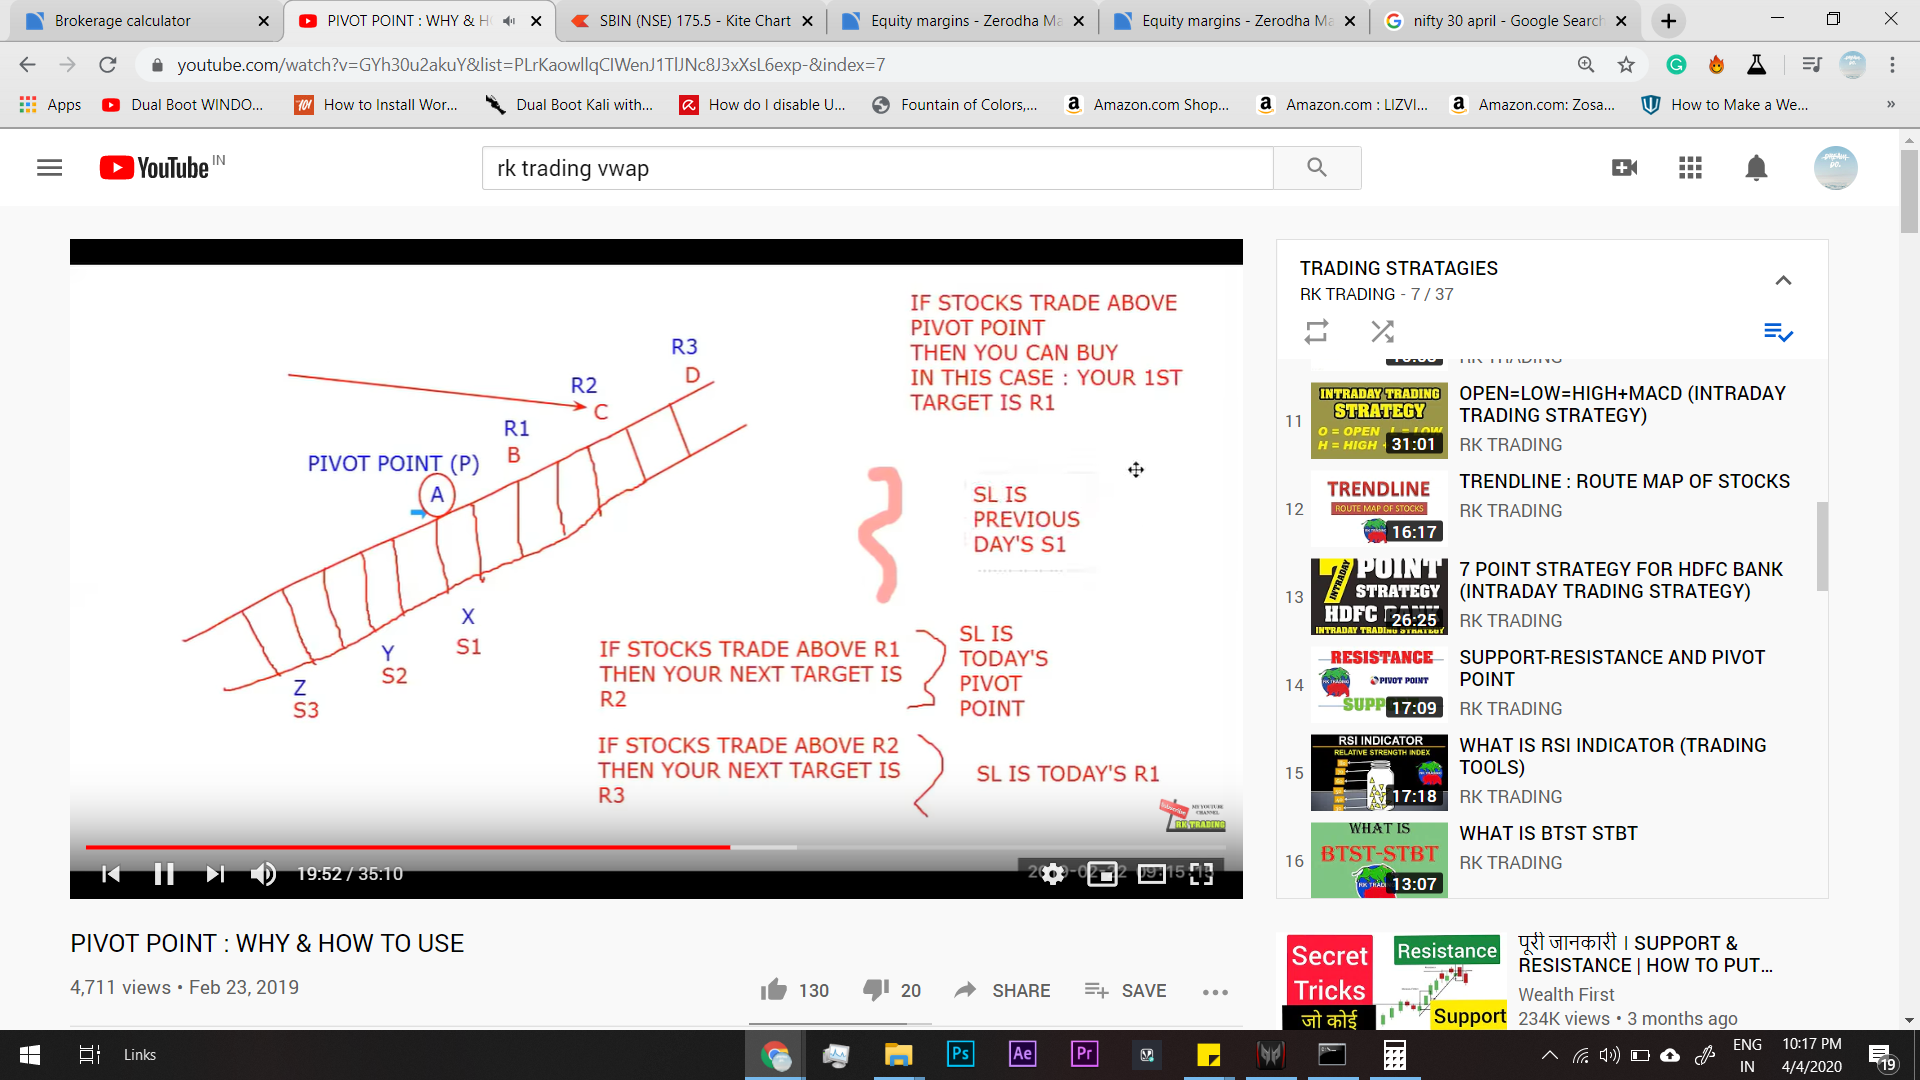 Brokerage calculator
PIVOT POINT : WHY & H
SBIN (NSE) 175.5 - Kite Chart
Equity margins - Zerodha Ma
Equity margins - Zerodha Ma
nifty 30 april - Google Search
Apps
Dual Boot WINDO...
How to Install Wor...
Dual Boot Kali with...
How do I disable U...
Fountain of Colors,...
Amazon.com Shop...
Amazon.com : LIZVI...
Amazon.com: Zosa...
How to Make a We...
»
YouTube IN
rk trading vwap
IF STOCKS TRADE ABOVE
PIVOT POINT
THEN YOU CAN BUY
IN THIS CASE : YOUR 1ST
TARGET IS R1
R3
D
R2
C
R1
B
PIVOT POINT (P)
A
SL IS
PREVIOUS
DAY'S S1
X
S1
Y
S2
Z
S3
IF STOCKS TRADE ABOVE R1
THEN YOUR NEXT TARGET IS
R2
SL IS
TODAY'S
PIVOT
POINT
IF STOCKS TRADE ABOVE R2
THEN YOUR NEXT TARGET IS
R3
SL IS TODAY'S R1
Subscribe
MY YOUTUBE
CHANNEL
RK TRADING
19:52 / 35:10
PIVOT POINT : WHY & HOW TO USE
4,711 views • Feb 23, 2019
130
20
SHARE
SAVE
TRADING STRATAGIES
RK TRADING - 7 / 37
RK TRADING
11
INTRADAY TRADING
STRATEGY
O = OPEN L = LOW
H = HIGH
31:01
OPEN=LOW=HIGH+MACD (INTRADAY
TRADING STRATEGY)
RK TRADING
12
TRENDLINE
ROUTE MAP OF STOCKS
16:17
TRENDLINE : ROUTE MAP OF STOCKS
RK TRADING
13
INTRADAY
7 POINT
STRATEGY
HDFC BANK
INTRADAY TRADING STRATEGY
26:25
7 POINT STRATEGY FOR HDFC BANK
(INTRADAY TRADING STRATEGY)
RK TRADING
14
RESISTANCE
PIVOT POINT
SUPP
17:09
SUPPORT-RESISTANCE AND PIVOT
POINT
RK TRADING
15
RSI INDICATOR
RELATIVE STRENGTH INDEX
17:18
WHAT IS RSI INDICATOR (TRADING
TOOLS)
RK TRADING
16
WHAT IS
BTST-STBT
13:07
WHAT IS BTST STBT
RK TRADING
Secret
Tricks
जो कोई
Resistance
Support
पूरी जानकारी । SUPPORT &
RESISTANCE | HOW TO PUT...
Wealth First
234K views • 3 months ago
Links
Ps
Ae
Pr
ENG
IN
10:17 PM
4/4/2020
19